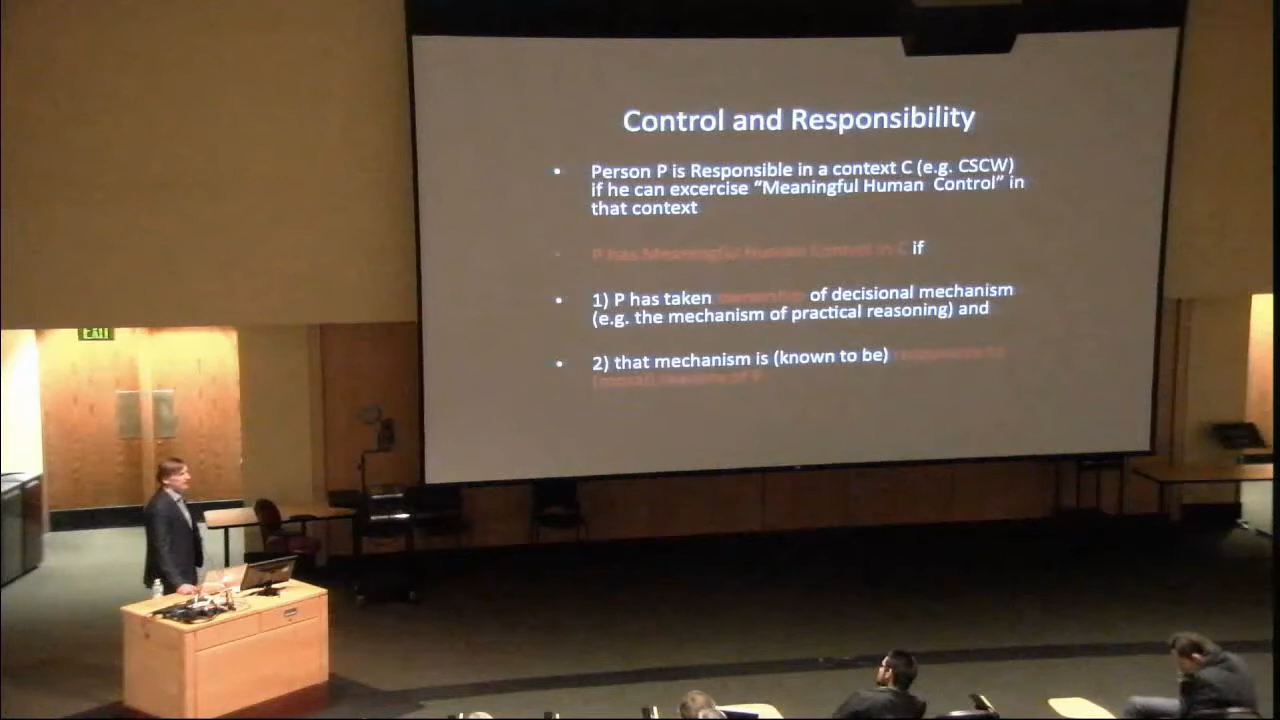 EXIT
Control and Responsibility
• Person P is Responsible in a context C (e.g. CSCW)
if he can excercise “Meaningful Human Control” in
that context
• P has Meaningful Human Control in C if
• 1) P has taken ownership of decisional mechanism
(e.g. the mechanism of practical reasoning) and
• 2) that mechanism is (known to be) responsive to
(moral) reasons of P